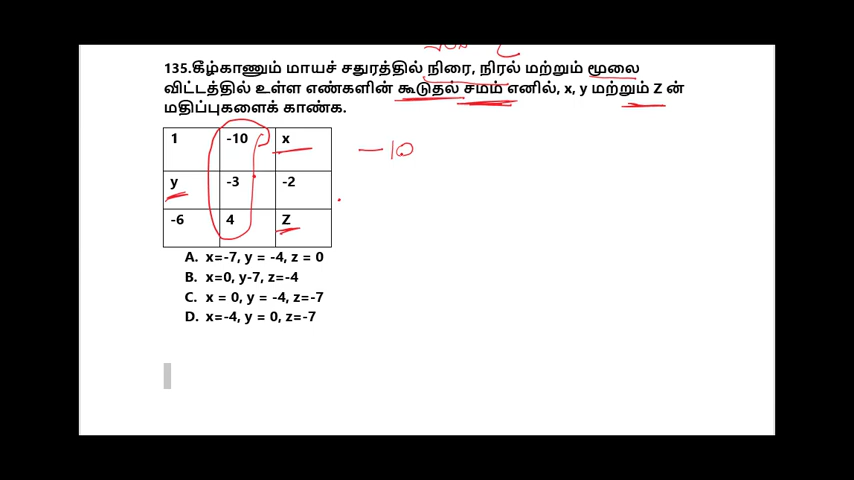 135.கீழ்காணும் மாயச் சதுரத்தில் நிரை, நிரல் மற்றும் மூலை
விட்டத்தில் உள்ள எண்களின் கூடுதல் சமம் எனில், x, y மற்றும் Z ன்
மதிப்புகளைக் காண்க.
1 -10 x
-10
y -3 -2
-6 4 Z
A. x=-7, y = -4, z = 0
B. x=0, y-7, z=-4
C. x = 0, y = -4, z=-7
D. x=-4, y = 0, z=-7